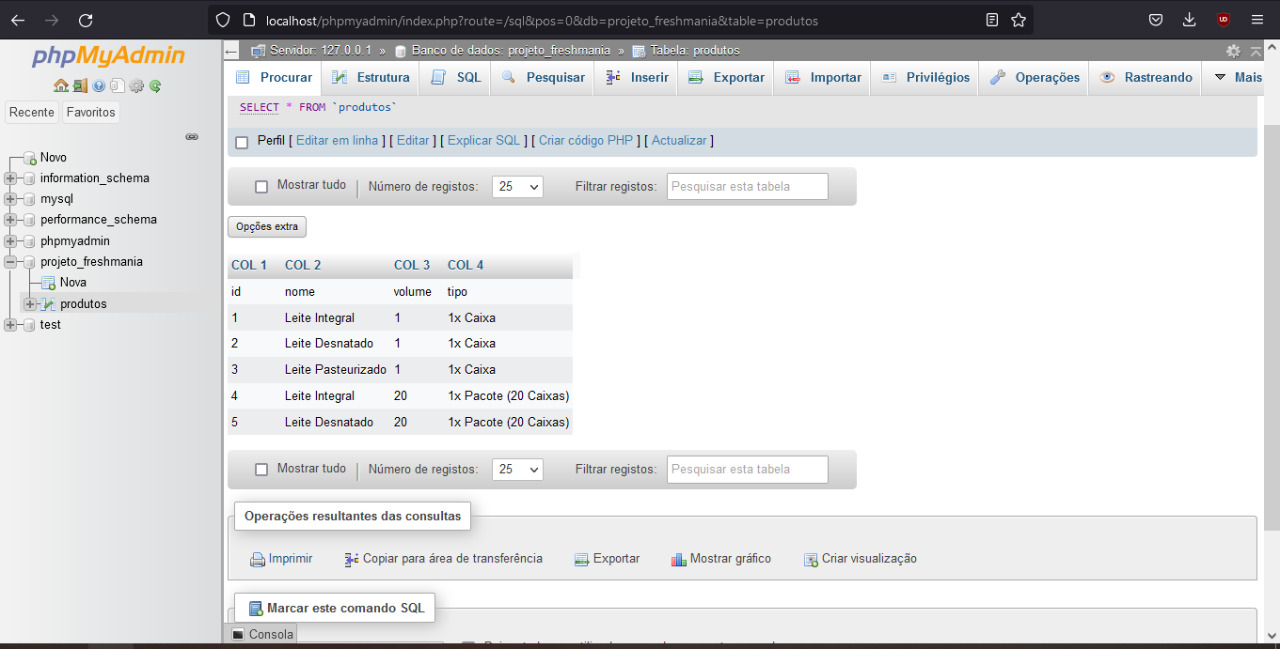 localhost/phpmyadmin/index.php?route=/sql&pos=0&db=projeto_freshmania&table=produtos
phpMyAdmin
Recente Favoritos
Novo
information_schema
mysql
performance_schema
phpmyadmin
projeto_freshmania
Nova
produtos
test
Servidor: 127.0.0.1 » Banco de dados: projeto_freshmania » Tabela: produtos
Procurar Estrutura SQL Pesquisar Inserir Exportar Importar Privilégios Operações Rastreando Mais
SELECT * FROM `produtos`
Perfil [ Editar em linha ] [ Editar ] [ Explicar SQL ] [ Criar código PHP ] [ Actualizar ]
Mostrar tudo Número de registos: 25 Filtrar registos: Pesquisar esta tabela
Opções extra
COL 1 COL 2 COL 3 COL 4
id nome volume tipo
1 Leite Integral 1 1x Caixa
2 Leite Desnatado 1 1x Caixa
3 Leite Pasteurizado 1 1x Caixa
4 Leite Integral 20 1x Pacote (20 Caixas)
5 Leite Desnatado 20 1x Pacote (20 Caixas)
Mostrar tudo Número de registos: 25 Filtrar registos: Pesquisar esta tabela
Operações resultantes das consultas
Imprimir Copiar para área de transferência Exportar Mostrar gráfico Criar visualização
Marcar este comando SQL
Consola